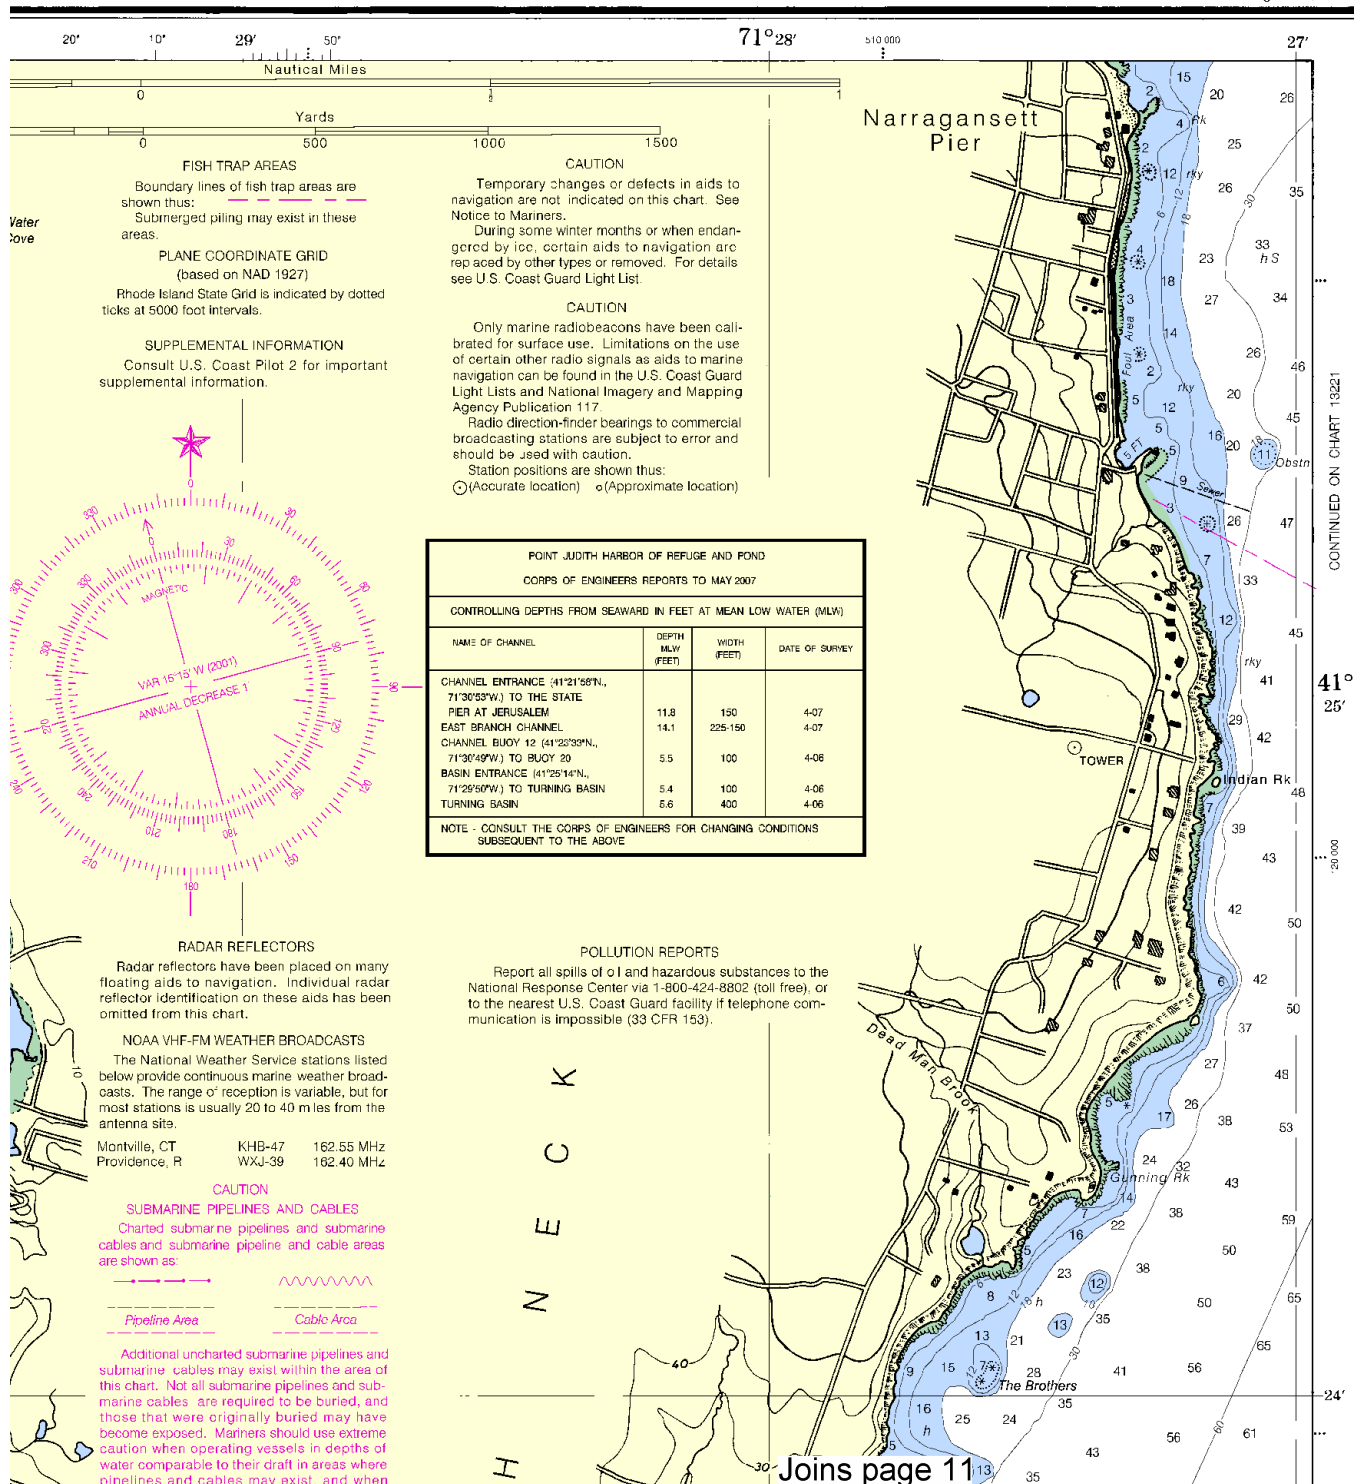 20' 10' 29' 50" 71° 28' 510 000 27'
Nautical Miles
0 1/2 1
Yards
0 500 1000 1500
FISH TRAP AREAS
Boundary lines of fish trap areas are
shown thus:
Submerged piling may exist in these
areas.
PLANE COORDINATE GRID
(based on NAD 1927)
Rhode Island State Grid is indicated by dotted
ticks at 5000 foot intervals.
SUPPLEMENTAL INFORMATION
Consult U.S. Coast Pilot 2 for important
supplemental information.
CAUTION
Temporary changes or defects in aids to
navigation are not indicated on this chart. See
Notice to Mariners.
During some winter months or when endan-
gered by ice, certain aids to navigation are
rep aced by other types or removed. For details
see U.S. Coast Guard Light List.
CAUTION
Only marine radiobeacons have been cali-
brated for surface use. Limitations on the use
of certain other radio signals as aids to marine
navigation can be found in the U.S. Coast Guard
Light Lists and National Imagery and Mapping
Agency Publication 117.
Radio direction-finder bearings to commercial
broadcasting stations are subject to error and
should be used with caution.
Station positions are shown thus:
(Accurate location) o(Approximate location)
VAR 15°15' W (2001)
ANNUAL DECREASE 1'
MAGNETIC
POINT JUDITH HARBOR OF REFUGE AND POND
CORPS OF ENGINEERS REPORTS TO MAY 2007
CONTROLLING DEPTHS FROM SEAWARD IN FEET AT MEAN LOW WATER (MLW)
NAME OF CHANNEL DEPTH MLW (FEET) WIDTH (FEET) DATE OF SURVEY
CHANNEL ENTRANCE (41°21'58"N.,
71°30'53"W.) TO THE STATE
PIER AT JERUSALEM 11.8 150 4-07
EAST BRANCH CHANNEL 14.1 225-150 4-07
CHANNEL BUOY 12 (41°23'33"N.,
71°30'49"W.) TO BUOY 20 5.5 100 4-06
BASIN ENTRANCE (41°25'14"N.,
71°29'50"W.) TO TURNING BASIN 5.4 100 4-06
TURNING BASIN 5.6 400 4-06
NOTE - CONSULT THE CORPS OF ENGINEERS FOR CHANGING CONDITIONS
SUBSEQUENT TO THE ABOVE
RADAR REFLECTORS
Radar reflectors have been placed on many
floating aids to navigation. Individual radar
reflector identification on these aids has been
omitted from this chart.
NOAA VHF-FM WEATHER BROADCASTS
The National Weather Service stations listed
below provide continuous marine weather broad-
casts. The range of reception is variable, but for
most stations is usually 20 to 40 m les from the
antenna site.
Montville, CT KHB-47 162.55 MHz
Providence, R WXJ-39 162.40 MHz
CAUTION
SUBMARINE PIPELINES AND CABLES
Charted submar ne pipelines and submarine
cables and submarine pipeline and cable areas
are shown as:
Pipeline Area Cable Area
Additional uncharted submarine pipelines and
submarine cables may exist within the area of
this chart. Not all submarine pipelines and sub-
marine cables are required to be buried, and
those that were originally buried may have
become exposed. Mariners should use extreme
caution when operating vessels in depths of
water comparable to their draft in areas where
pipelines and cables may exist, and when
POLLUTION REPORTS
Report all spills of o l and hazardous substances to the
National Response Center via 1-800-424-8802 (toll free), or
to the nearest U.S. Coast Guard facility if telephone com-
munication is impossible (33 CFR 153).
Narragansett
Pier
Foul Area
5 FT
Sewer
Obstn
CONTINUED ON CHART 13221
41°
25'
TOWER
Indian Rk
Dead Man Brook
Gunning Rk
The Brothers
24'
N E C K
H
40
30
Joins page 11